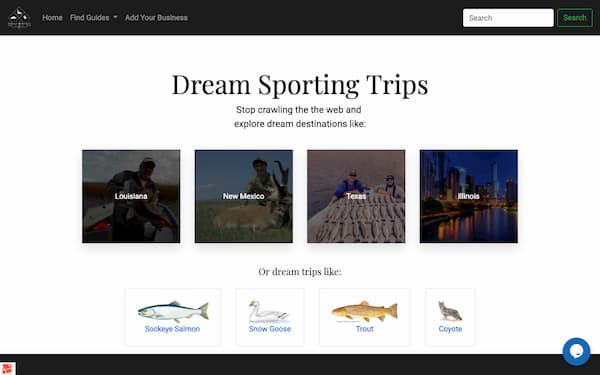 Home
Find Guides
Add Your Business
Search
Search
Dream Sporting Trips
Stop crawling the the web and
explore dream destinations like:
Louisiana
New Mexico
Texas
Illinois
Or dream trips like:
Sockeye Salmon
Snow Goose
Trout
Coyote